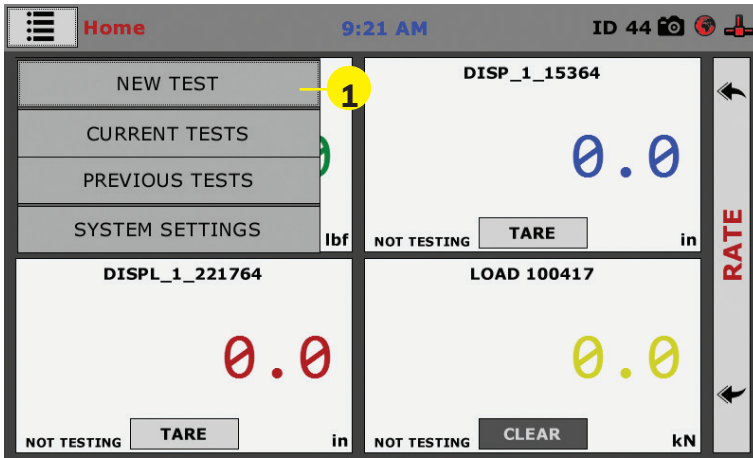 Home
9:21 AM
ID 44
NEW TEST
1
CURRENT TESTS
PREVIOUS TESTS
SYSTEM SETTINGS
0
lbf
DISP_1_15364
0.0
NOT TESTING
TARE
in
DISPL_1_221764
0.0
NOT TESTING
TARE
in
LOAD 100417
0.0
NOT TESTING
CLEAR
kN
RATE